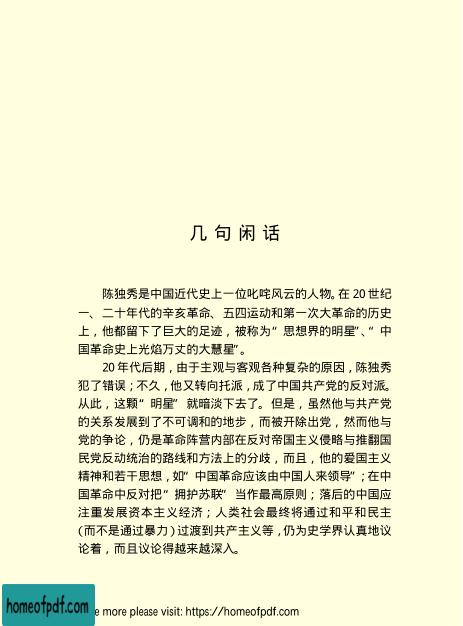 几句闲话
陈独秀是中国近代史上一位叱咤风云的人物。在20世纪
一、二十年代的辛亥革命、五四运动和第一次大革命的历史
上，他都留下了巨大的足迹，被称为“思想界的明星”、“中
国革命史上光焰万丈的大慧星”。
20年代后期，由于主观与客观各种复杂的原因，陈独秀
犯了错误；不久，他又转向托派，成了中国共产党的反对派。
从此，这颗“明星”就暗淡下去了。但是，虽然他与共产党
的关系发展到了不可调和的地步，而被开除出党，然而他与
党的争论，仍是革命阵营内部在反对帝国主义侵略与推翻国
民党反动统治的路线和方法上的分歧，而且，他的爱国主义
精神和若干思想，如“中国革命应该由中国人来领导”；在中
国革命中反对把“拥护苏联”当作最高原则；落后的中国应
注重发展资本主义经济；人类社会最终将通过和平和民主
(而不是通过暴力)过渡到共产主义等，仍为史学界认真地议
论着，而且议论得越来越深入。
homeofpdf.com
more please visit: https://homeofpdf.com